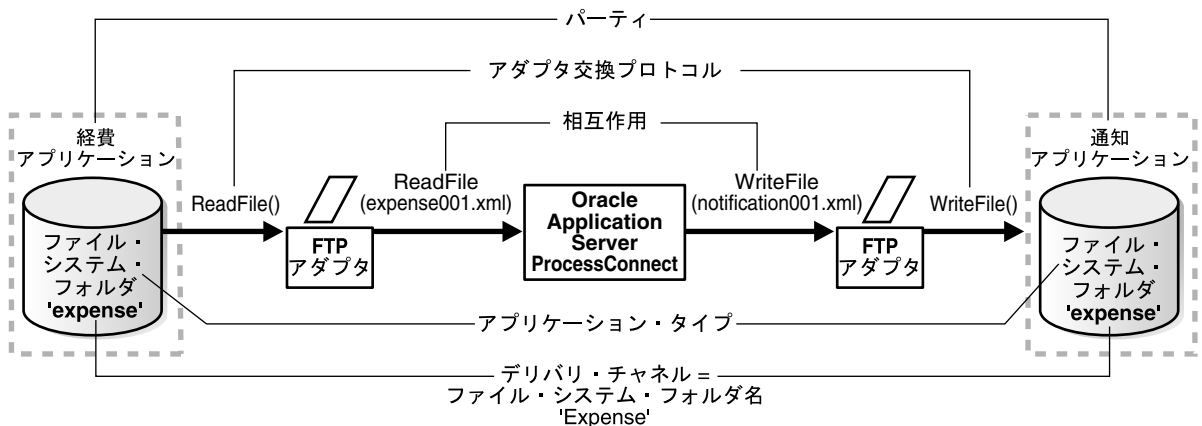 パーティ
アダプタ交換プロトコル
相互作用
経費
アプリケーション
通知
アプリケーション
ReadFile()
ReadFile
(expense001.xml)
Oracle
Application
Server
ProcessConnect
WriteFile
(notification001.xml)
WriteFile()
FTP
アダプタ
FTP
アダプタ
ファイル・
システム・
フォルダ
'expense'
ファイル・
システム・
フォルダ
'expense'
アプリケーション・タイプ
デリバリ・チャネル =
ファイル・システム・フォルダ名
'Expense'